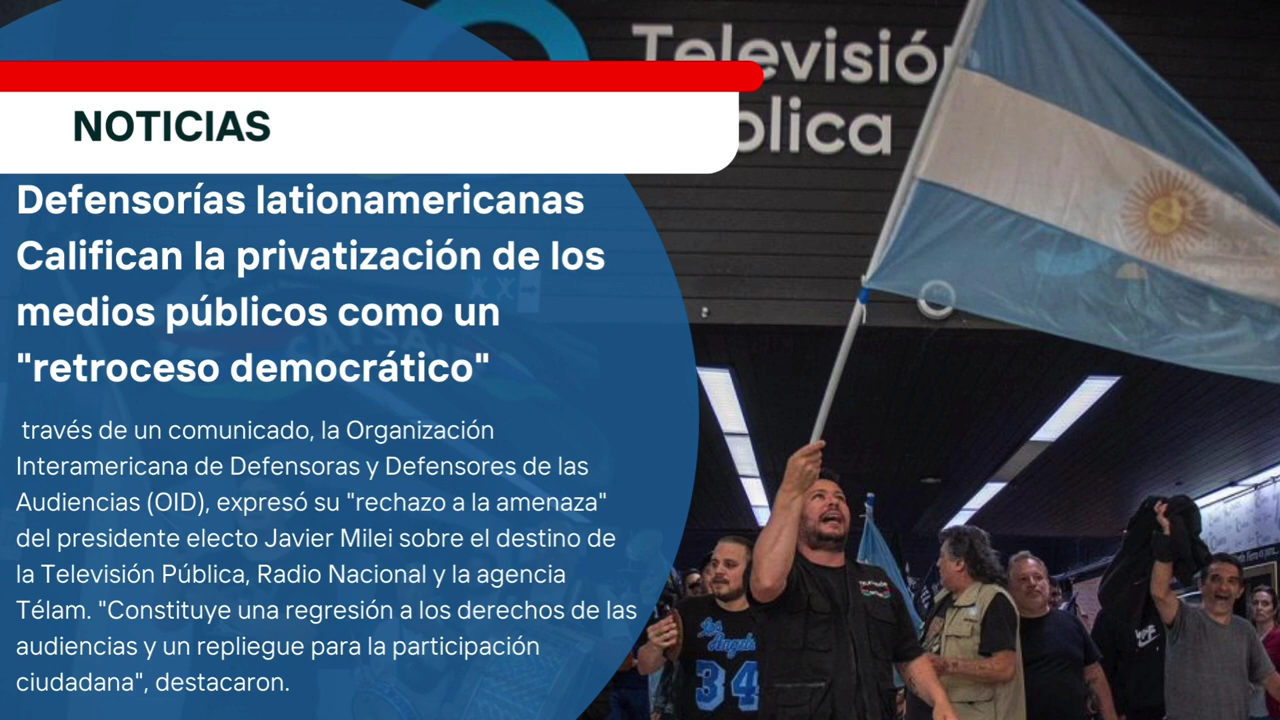 Televisión
blica
NOTICIAS
Defensorías lationamericanas
Califican la privatización de los
medios públicos como un
"retroceso democrático"
través de un comunicado, la Organización
Interamericana de Defensoras y Defensores de las
Audiencias (OID), expresó su "rechazo a la amenaza"
del presidente electo Javier Milei sobre el destino de
la Televisión Pública, Radio Nacional y la agencia
Télam. "Constituye una regresión a los derechos de las
audiencias y un repliegue para la participación
ciudadana", destacaron.
Los
Angeles
34